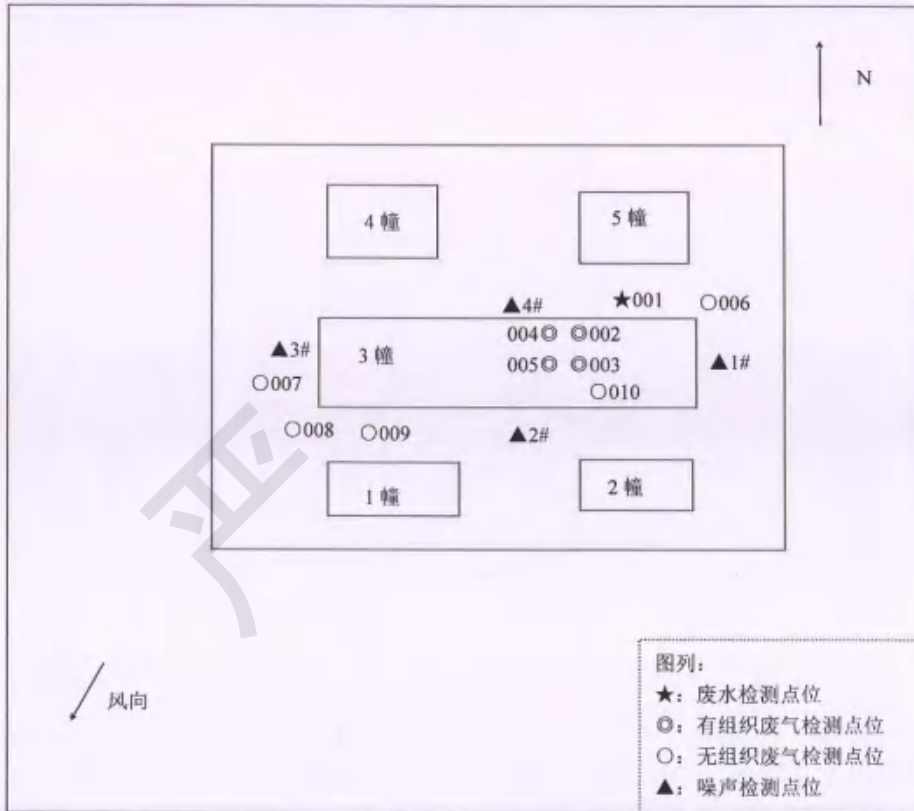 N
4 幢
5 幢
▲4#
★001
○006
004◎ ◎002
▲3#
3 幢
005◎ ◎003
▲1#
○007
○010
○008
○009
▲2#
1 幢
2 幢
严
风向
图列:
★: 废水检测点位
◎: 有组织废气检测点位
○: 无组织废气检测点位
▲: 噪声检测点位